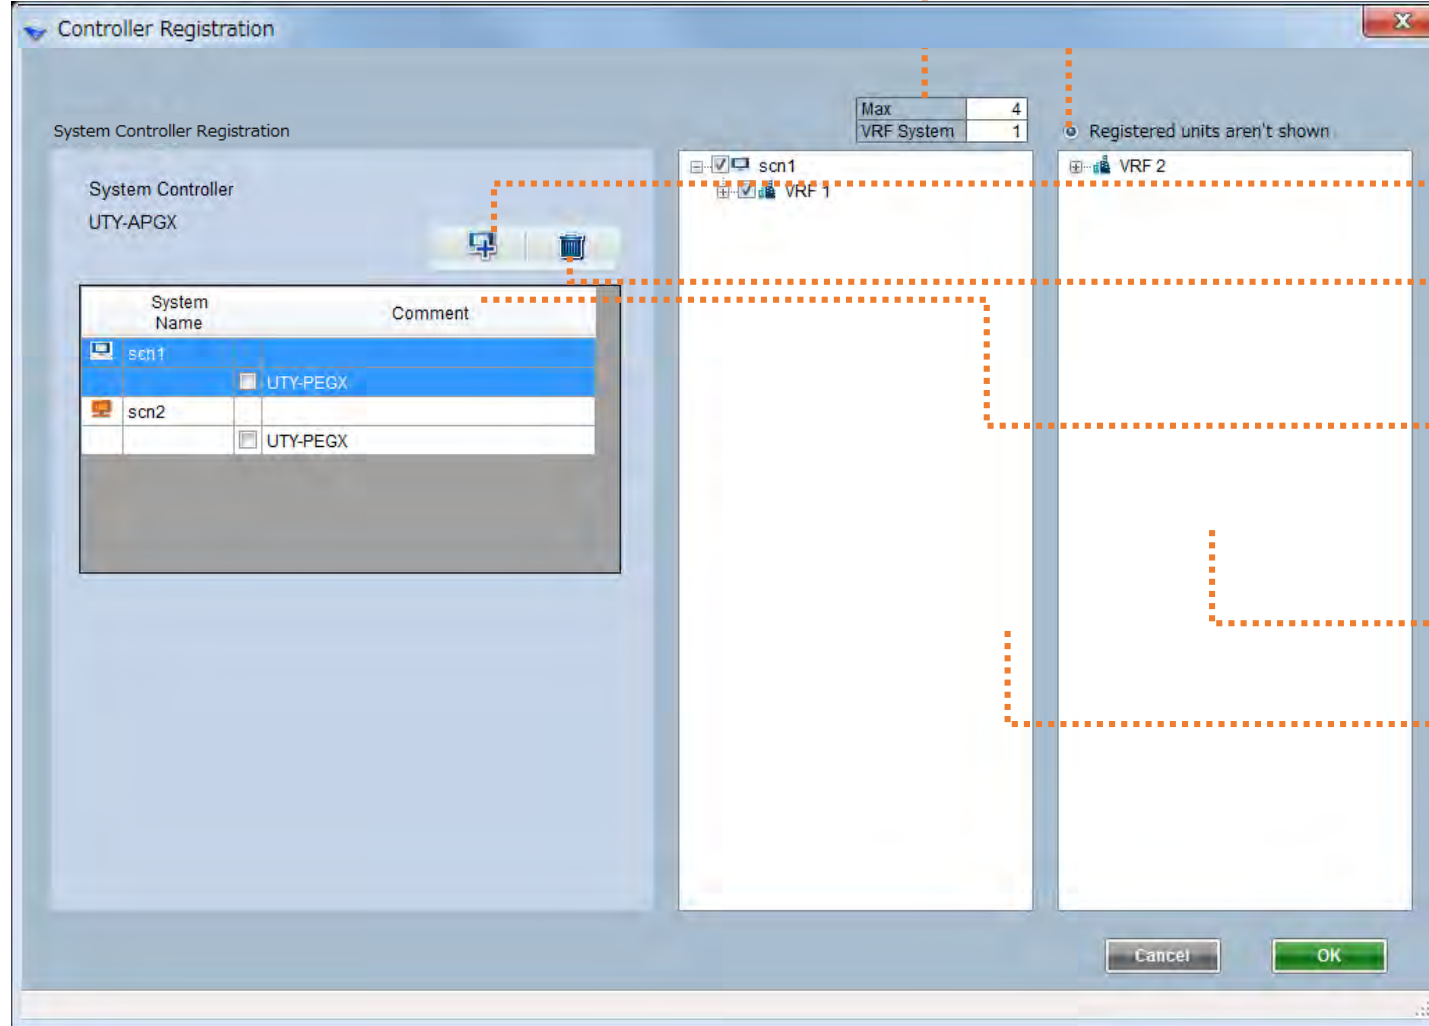 Controller Registration
System Controller Registration
Max 4
VRF System 1
Registered units aren't shown
System Controller
UTY-APGX
scn1
VRF 1
VRF 2
System Name Comment
scn1
UTY-PEGX
scn2
UTY-PEGX
Cancel OK